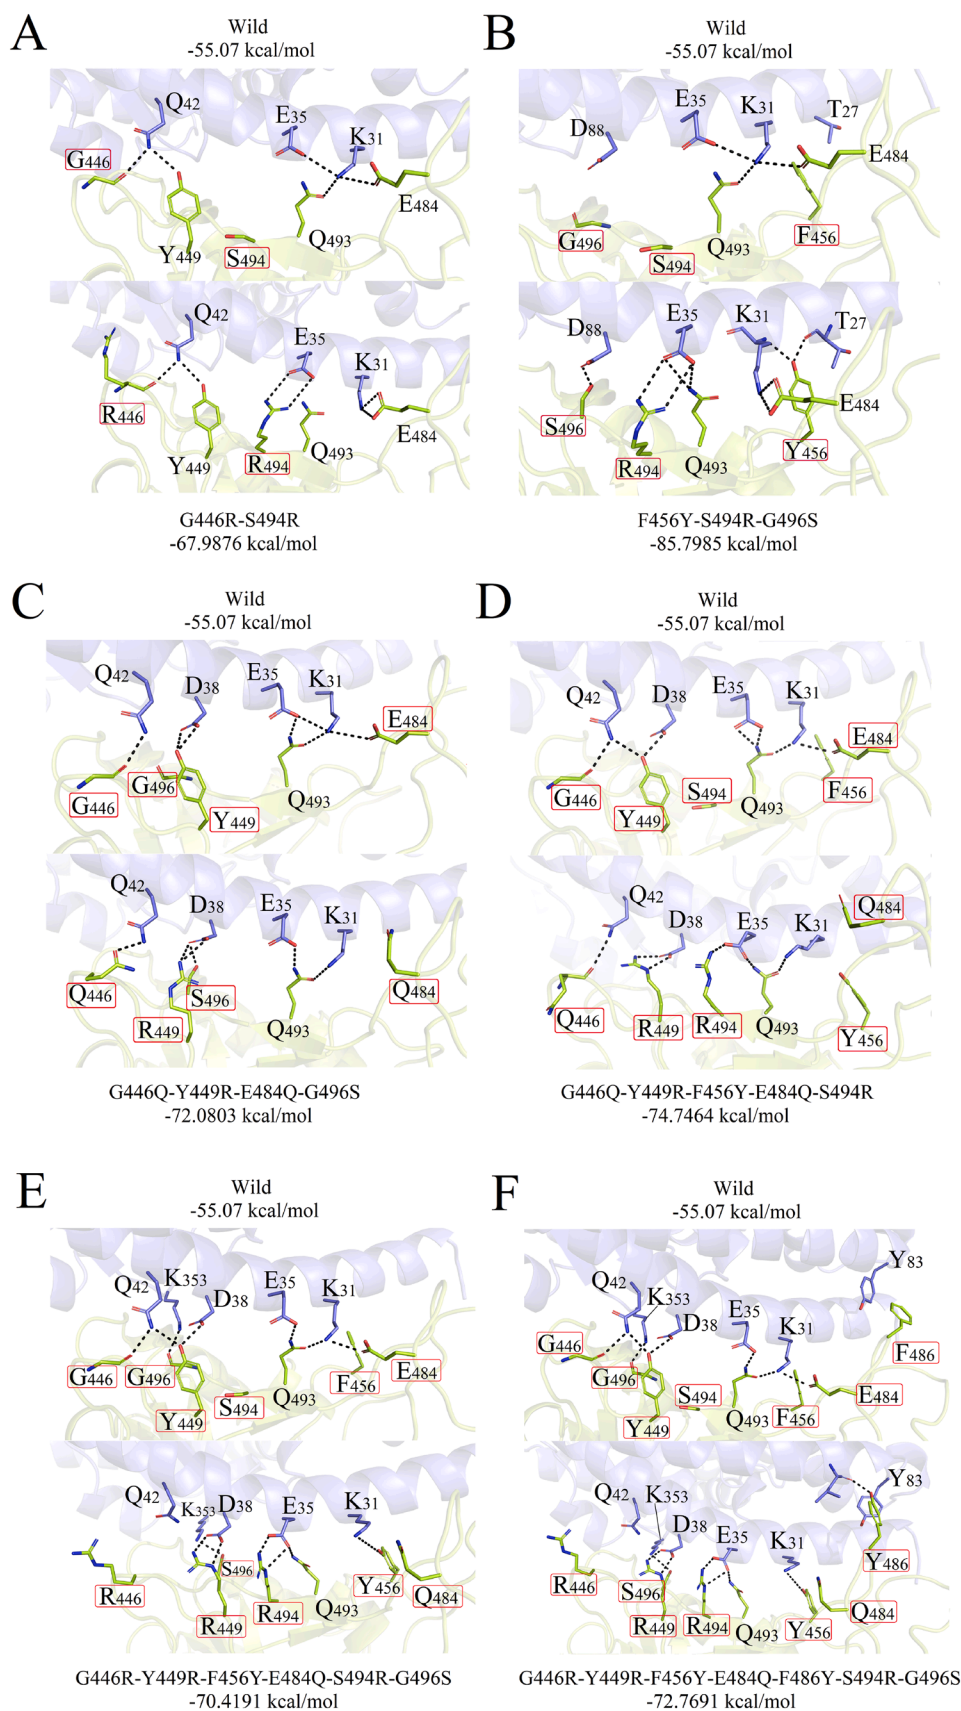 A
Wild
-55.07 kcal/mol
Q42
E35
K31
G446
E484
Y449
S494
Q493
Q42
E35
K31
R446
E484
Y449
R494
Q493
G446R-S494R
-67.9876 kcal/mol
B
Wild
-55.07 kcal/mol
E35
K31
T27
D88
E484
G496
S494
Q493
F456
D88
E35
K31
T27
E484
S496
R494
Q493
Y456
F456Y-S494R-G496S
-85.7985 kcal/mol
C
Wild
-55.07 kcal/mol
Q42
D38
E35
K31
E484
G446
G496
Y449
Q493
Q42
D38
E35
K31
Q446
S496
Q484
R449
Q493
G446Q-Y449R-E484Q-G496S
-72.0803 kcal/mol
D
Wild
-55.07 kcal/mol
Q42
D38
E35
K31
E484
G446
Y449
S494
Q493
F456
Q42
D38
E35
K31
Q484
Q446
R449
R494
Q493
Y456
G446Q-Y449R-F456Y-E484Q-S494R
-74.7464 kcal/mol
E
Wild
-55.07 kcal/mol
Q42
K353
D38
E35
K31
G446
G496
Y449
S494
Q493
F456
E484
Q42
K353
D38
E35
K31
R446
S496
R449
R494
Q493
Y456
Q484
G446R-Y449R-F456Y-E484Q-S494R-G496S
-70.4191 kcal/mol
F
Wild
-55.07 kcal/mol
Y83
Q42
K353
D38
E35
K31
G446
F486
G496
S494
E484
Y449
Q493
F456
Q42
K353
D38
E35
K31
Y83
R446
Y486
S496
R449
R494
Q493
Y456
Q484
G446R-Y449R-F456Y-E484Q-F486Y-S494R-G496S
-72.7691 kcal/mol